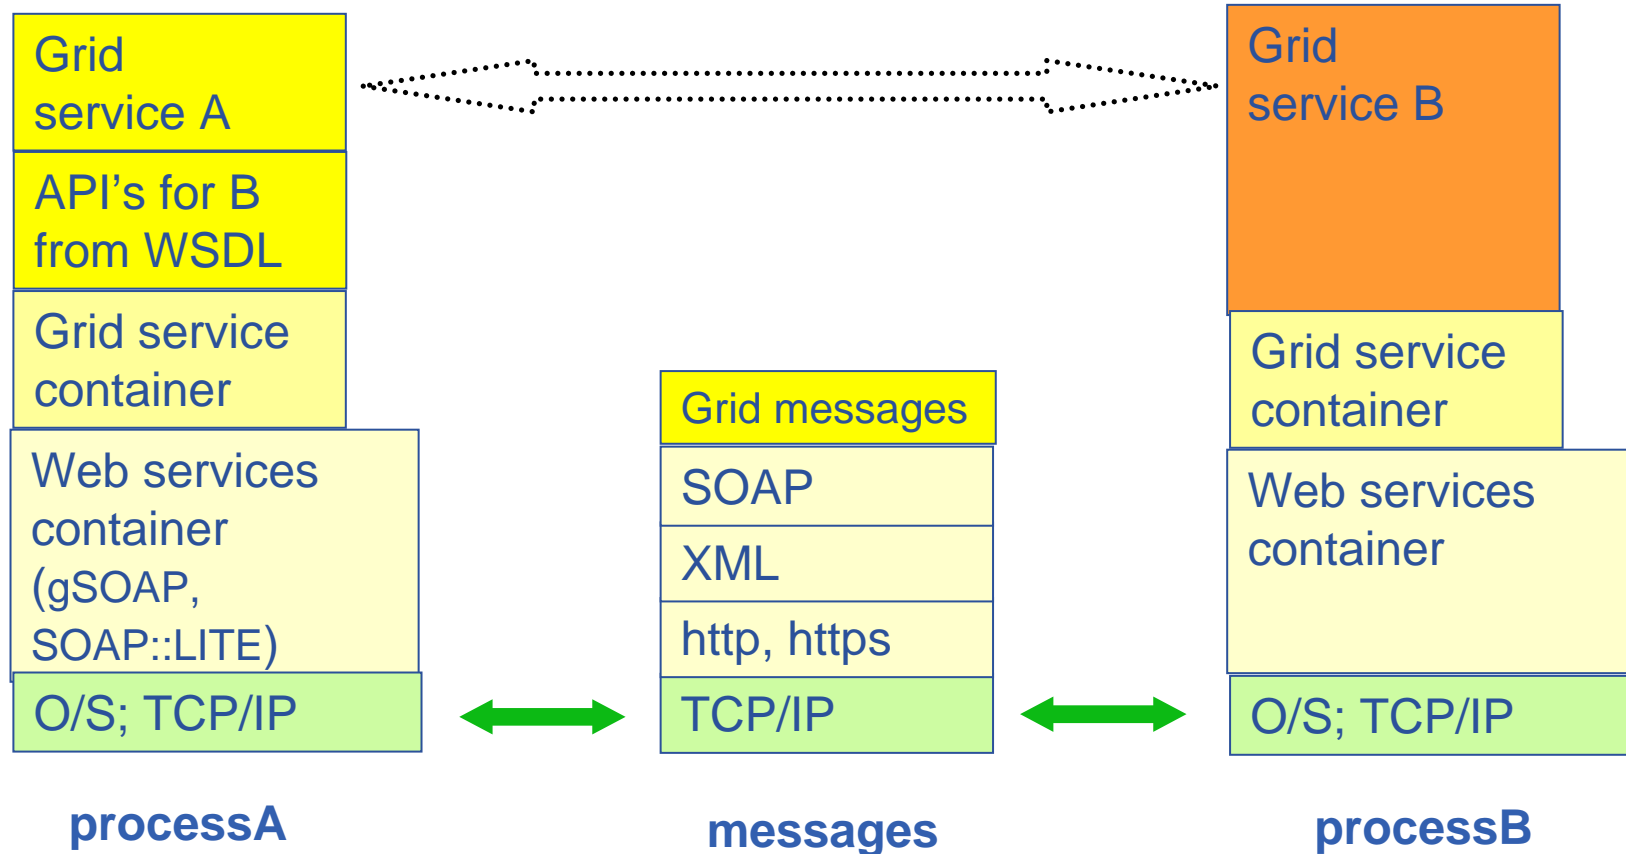 Grid
service A
API's for B
from WSDL
Grid service
container
Web services
container
(gSOAP,
SOAP::LITE)
O/S; TCP/IP
processA
Grid messages
SOAP
XML
http, https
TCP/IP
messages
Grid
service B
Grid service
container
Web services
container
O/S; TCP/IP
processB